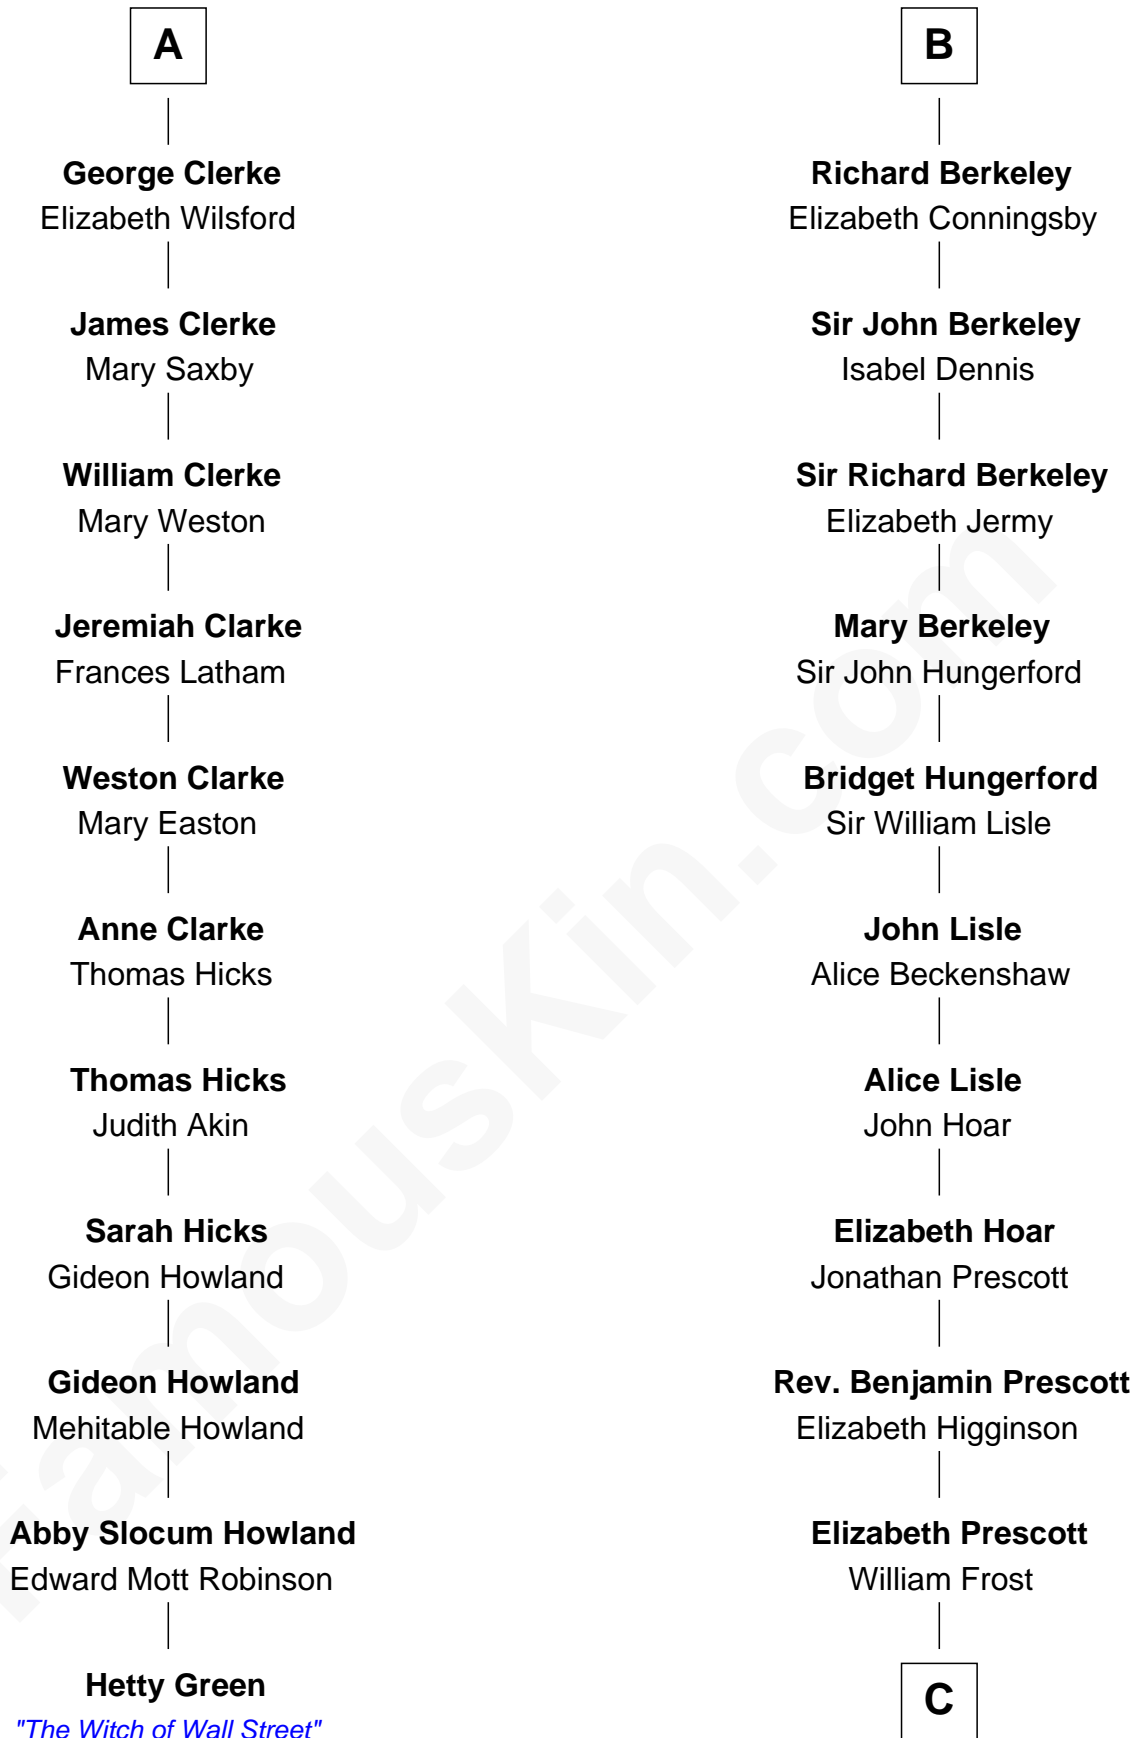 A
George Clerke
Elizabeth Wilsford
James Clerke
Mary Saxby
William Clerke
Mary Weston
Jeremiah Clarke
Frances Latham
Weston Clarke
Mary Easton
Anne Clarke
Thomas Hicks
Thomas Hicks
Judith Akin
Sarah Hicks
Gideon Howland
Gideon Howland
Mehitable Howland
Abby Slocum Howland
Edward Mott Robinson
Hetty Green
"The Witch of Wall Street"
B
Richard Berkeley
Elizabeth Conningsby
Sir John Berkeley
Isabel Dennis
Sir Richard Berkeley
Elizabeth Jermy
Mary Berkeley
Sir John Hungerford
Bridget Hungerford
Sir William Lisle
John Lisle
Alice Beckenshaw
Alice Lisle
John Hoar
Elizabeth Hoar
Jonathan Prescott
Rev. Benjamin Prescott
Elizabeth Higginson
Elizabeth Prescott
William Frost
C
FamousKin.com